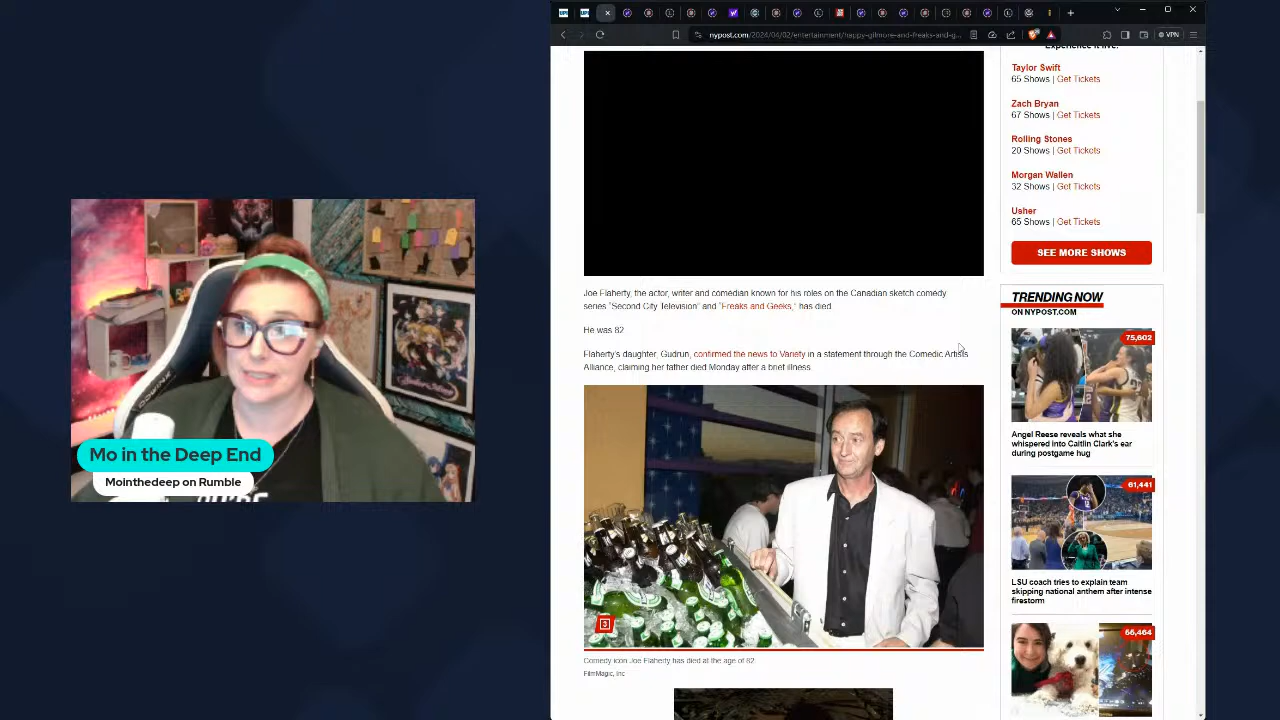 nypost.com/2024/04/02/entertainment/happy-gilmore-and-freaks-and-g...
VPN
Experience it live.
Taylor Swift
65 Shows | Get Tickets
Zach Bryan
67 Shows | Get Tickets
Rolling Stones
20 Shows | Get Tickets
Morgan Wallen
32 Shows | Get Tickets
Usher
65 Shows | Get Tickets
SEE MORE SHOWS
Joe Flaherty, the actor, writer and comedian known for his roles on the Canadian sketch comedy
series “Second City Television” and “Freaks and Geeks,” has died.
He was 82.
Flaherty’s daughter, Gudrun, confirmed the news to Variety in a statement through the Comedic Artists
Alliance, claiming her father died Monday after a brief illness.
3
Comedy icon Joe Flaherty has died at the age of 82.
FilmMagic, Inc
TRENDING NOW
ON NYPOST.COM
75,602
Angel Reese reveals what she
whispered into Caitlin Clark's ear
during postgame hug
61,441
LSU coach tries to explain team
skipping national anthem after intense
firestorm
66,464
Mo in the Deep End
Mointhedeep on Rumble